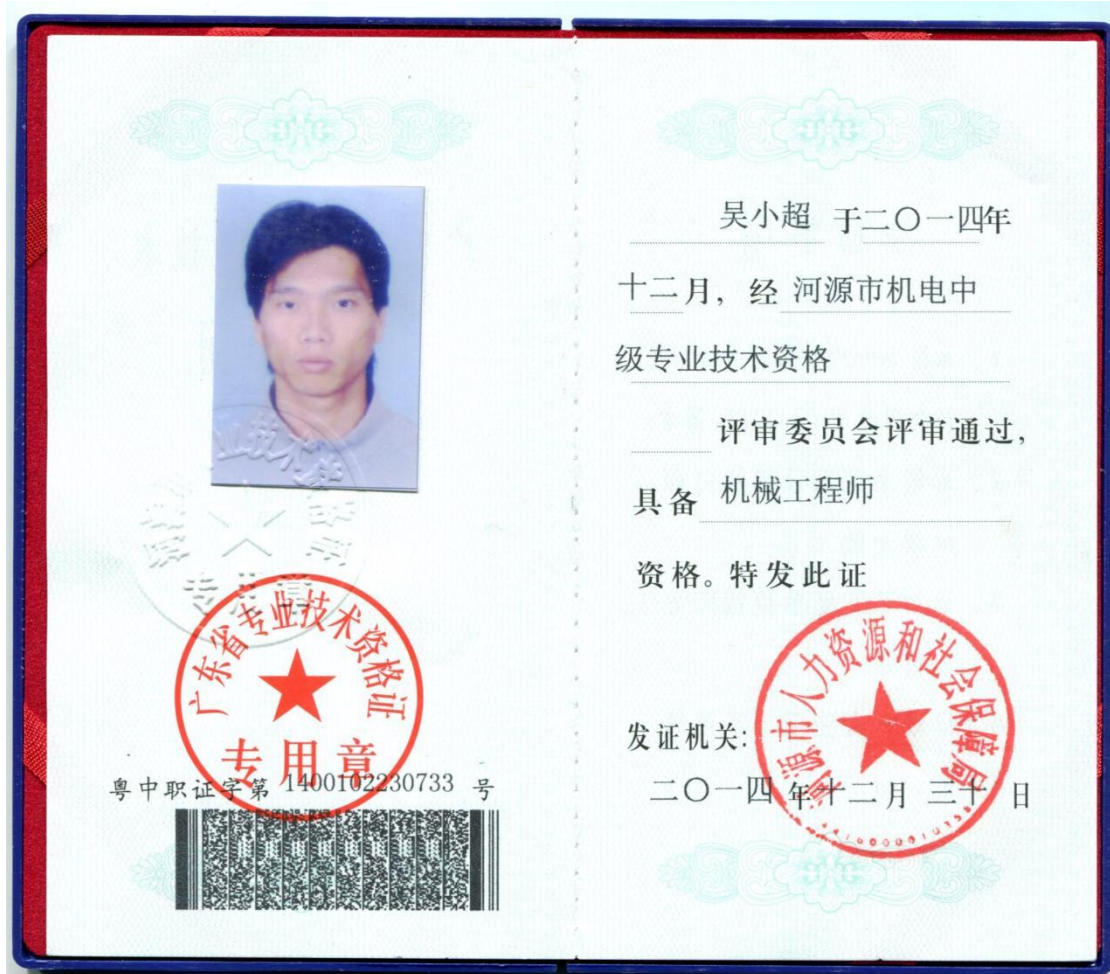 广东省专业技术资格证
专用章
粤中职证字第 1400102230733 号
吴小超 于二〇一四年
十二月，经 河源市机电中
级专业技术资格
评审委员会评审通过，
具备 机械工程师
资格。特发此证
河源市人力资源和社会保障局
发证机关：
二〇一四年十二月三十日